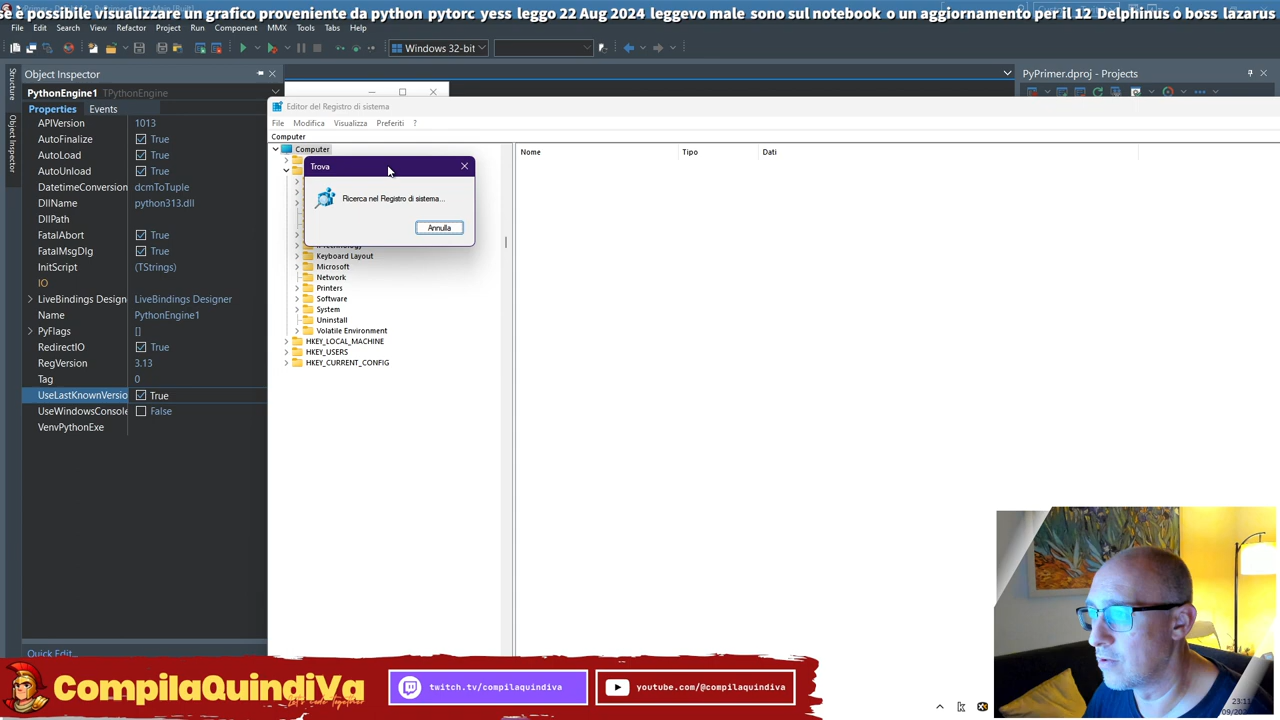 se è possibile visualizzare un grafico proveniente da python pytorc yess leggo 22 Aug 2024 leggevo male sono sul notebook o un aggiornamento per il 12 Delphinus o boss lazarus
File Edit Search View Refactor Project Run Component MMX Tools Tabs Help
Windows 32-bit
Object Inspector
PyPrimer.dproj - Projects
PythonEngine1 TPythonEngine
Properties Events
Structure
Object Inspector
APIVersion 1013
AutoFinalize True
AutoLoad True
AutoUnload True
DatetimeConversion dcmToTuple
DllName python313.dll
DllPath
FatalAbort True
FatalMsgDlg True
InitScript (TStrings)
IO
LiveBindings Designer LiveBindings Designer
Name PythonEngine1
PyFlags []
RedirectIO True
RegVersion 3.13
Tag 0
UseLastKnownVersio True
UseWindowsConsole False
VenvPythonExe
Quick Edit...
Editor del Registro di sistema
File Modifica Visualizza Preferiti ?
Computer
Computer
Nome Tipo Dati
Trova
Ricerca nel Registro di sistema...
Annulla
Keyboard Layout
Microsoft
Network
Printers
Software
System
Uninstall
Volatile Environment
HKEY_LOCAL_MACHINE
HKEY_USERS
HKEY_CURRENT_CONFIG
CompilaQuindiVa
Let's code Together
twitch.tv/compilaquindiva
youtube.com/@compilaquindiva